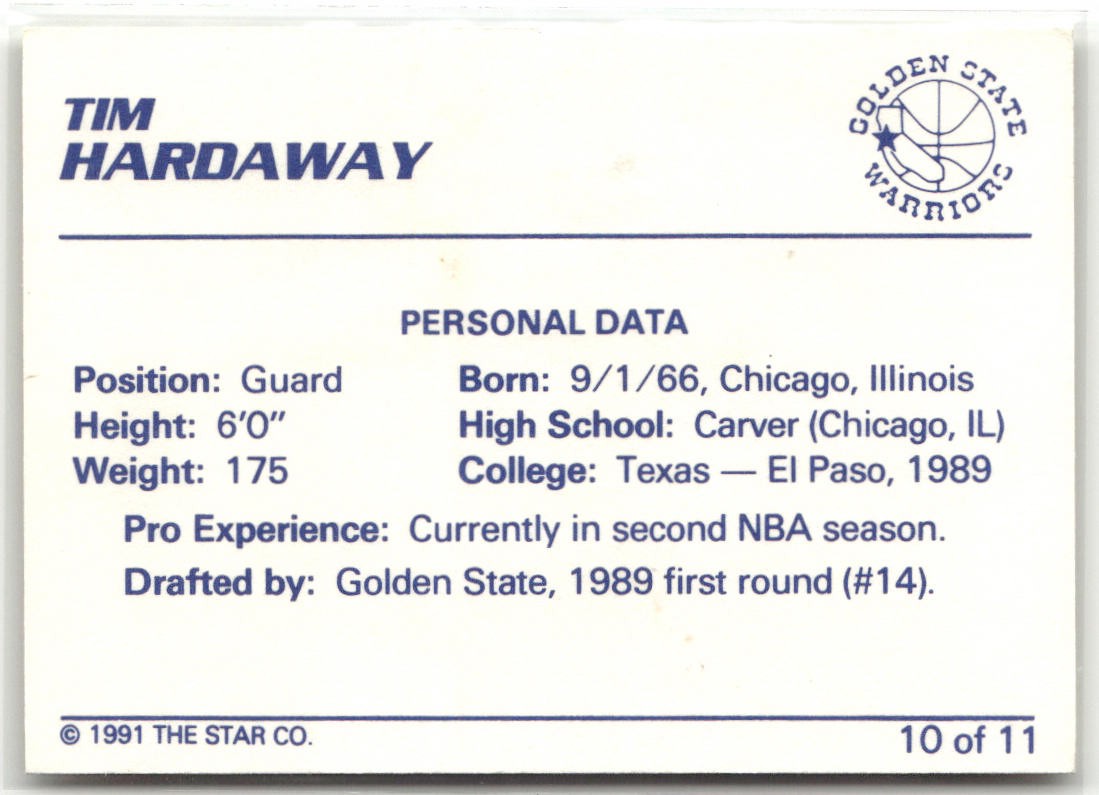 TIM
HARDAWAY
GOLDEN STATE
WARRIORS
PERSONAL DATA
Position: Guard
Born: 9/1/66, Chicago, Illinois
Height: 6'0"
High School: Carver (Chicago, IL)
Weight: 175
College: Texas — El Paso, 1989
Pro Experience: Currently in second NBA season.
Drafted by: Golden State, 1989 first round (#14).
© 1991 THE STAR CO.
10 of 11